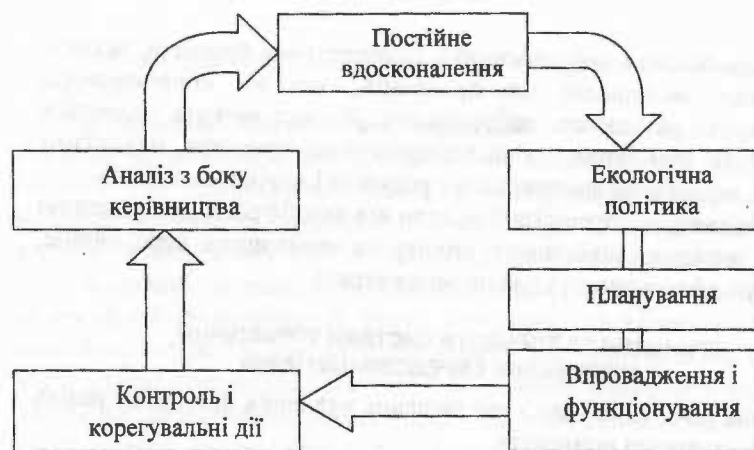 Постійне
вдосконалення
Аналіз з боку
керівництва
Екологічна
політика
Планування
Контроль і
корегувальні дії
Впровадження і
функціонування